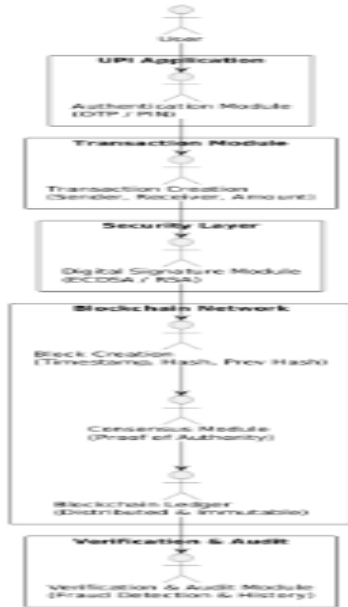 User
UPI Application
Authentication Module
(OTP / PIN)
Transaction Module
Transaction Creation
(Sender, Receiver, Amount)
Security Layer
Digital Signature Module
(ECDSA / RSA)
Blockchain Network
Block Creation
(Timestamp, Hash, Prev Hash)
Consensus Module
(Proof of Authority)
Blockchain Ledger
(Distributed & Immutable)
Verification & Audit
Verification & Audit Module
(Fraud Detection & History)